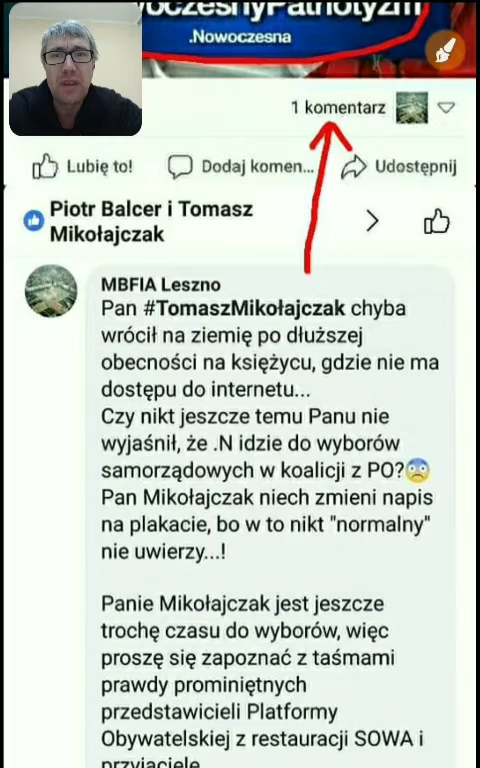 woczesnyPatriotyzm
.Nowoczesna
1 komentarz
Lubię to!
Dodaj komen...
Udostępnij
Piotr Balcer i Tomasz
Mikołajczak
MBFIA Leszno
Pan #TomaszMikołajczak chyba
wrócił na ziemię po dłuższej
obecności na księżycu, gdzie nie ma
dostępu do internetu...
Czy nikt jeszcze temu Panu nie
wyjaśnił, że .N idzie do wyborów
samorządowych w koalicji z PO?😨
Pan Mikołajczak niech zmieni napis
na plakacie, bo w to nikt "normalny"
nie uwierzy...!
Panie Mikołajczak jest jeszcze
trochę czasu do wyborów, więc
proszę się zapoznać z taśmami
prawdy prominiętnych
przedstawicieli Platformy
Obywatelskiej z restauracji SOWA i
przyjaciele